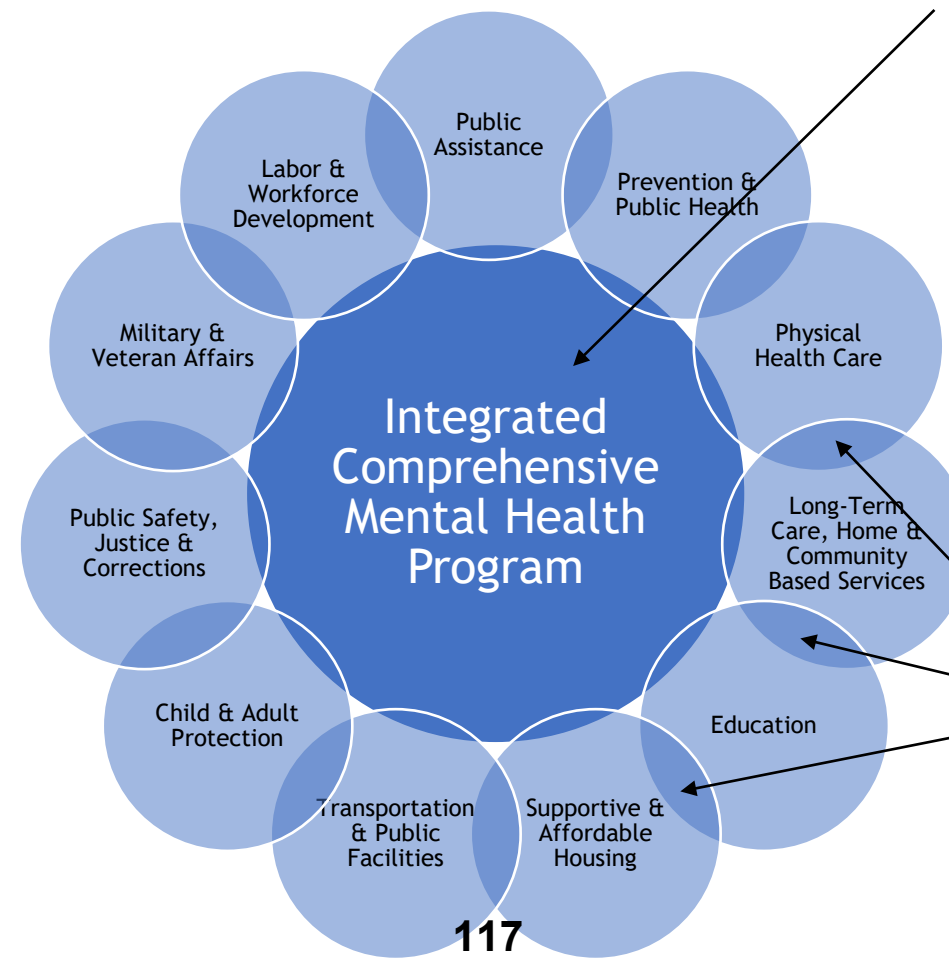 Public
Assistance
Prevention &
Public Health
Physical
Health Care
Long-Term
Care, Home &
Community
Based Services
Education
Supportive &
Affordable
Housing
Transportation
& Public
Facilities
Child & Adult
Protection
Public Safety,
Justice &
Corrections
Military &
Veteran Affairs
Labor &
Workforce
Development
Integrated
Comprehensive
Mental Health
Program
117